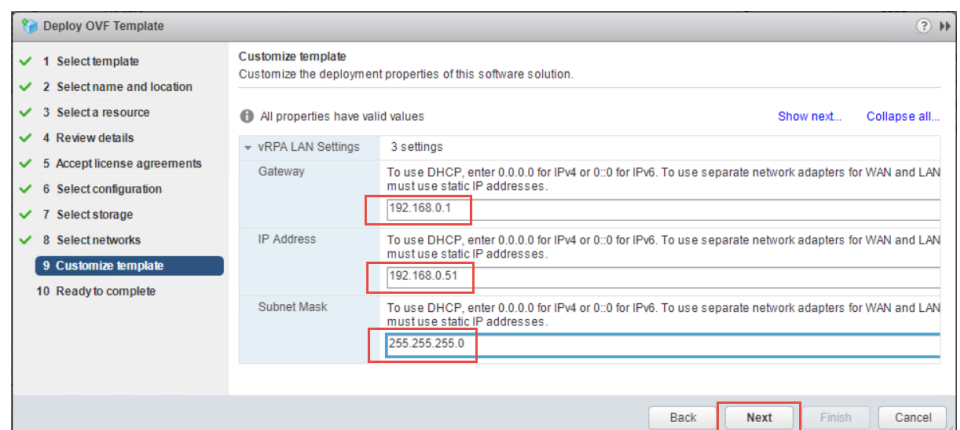 Deploy OVF Template
?
1 Select template
2 Select name and location
3 Select a resource
4 Review details
5 Accept license agreements
6 Select configuration
7 Select storage
8 Select networks
9 Customize template
10 Ready to complete
Customize template
Customize the deployment properties of this software solution.
All properties have valid values
Show next...
Collapse all...
vRPA LAN Settings
3 settings
Gateway
To use DHCP, enter 0.0.0.0 for IPv4 or 0::0 for IPv6. To use separate network adapters for WAN and LAN
must use static IP addresses.
192.168.0.1
IP Address
To use DHCP, enter 0.0.0.0 for IPv4 or 0::0 for IPv6. To use separate network adapters for WAN and LAN
must use static IP addresses.
192.168.0.51
Subnet Mask
To use DHCP, enter 0.0.0.0 for IPv4 or 0::0 for IPv6. To use separate network adapters for WAN and LAN
must use static IP addresses.
255.255.255.0
Back
Next
Finish
Cancel